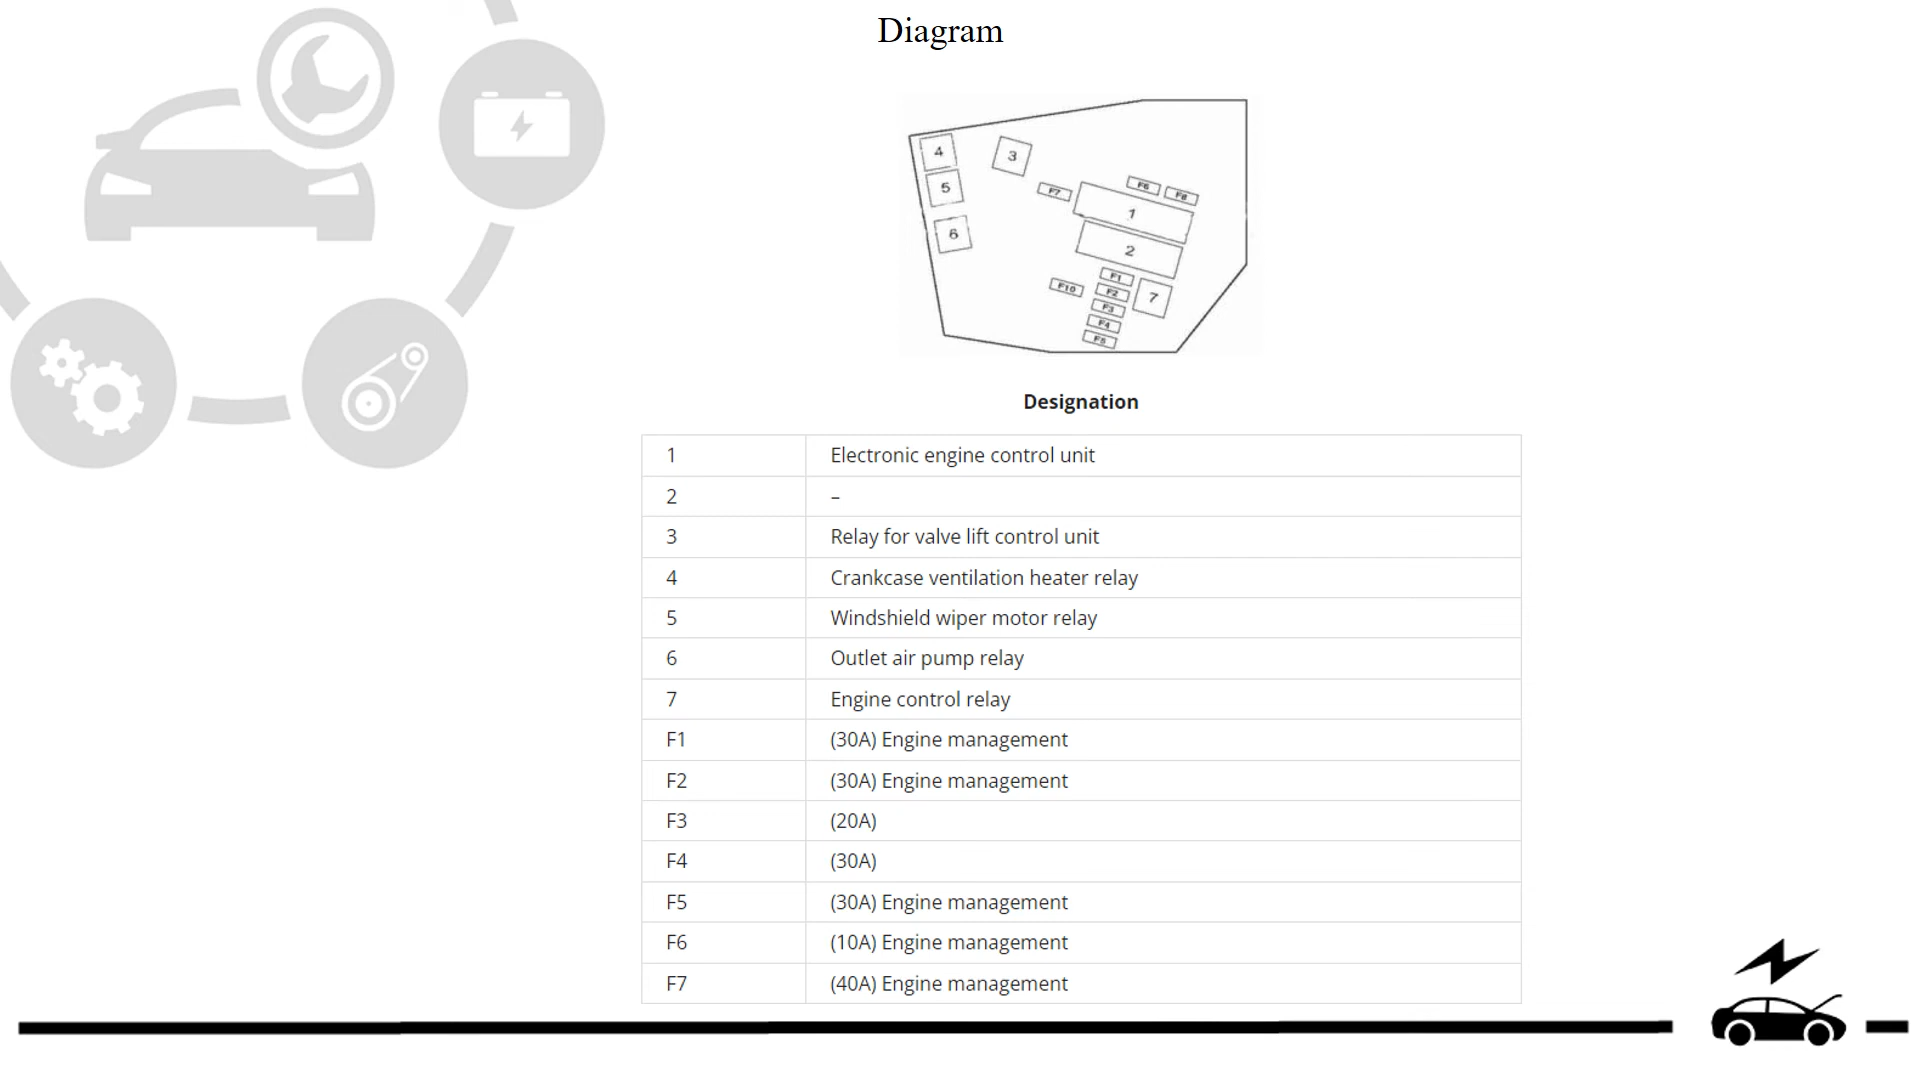 Diagram
4
3
5
F7
F6
F8
1
6
2
F1
F10
F2
7
F3
F4
F5
Designation
1 Electronic engine control unit
2 –
3 Relay for valve lift control unit
4 Crankcase ventilation heater relay
5 Windshield wiper motor relay
6 Outlet air pump relay
7 Engine control relay
F1 (30A) Engine management
F2 (30A) Engine management
F3 (20A)
F4 (30A)
F5 (30A) Engine management
F6 (10A) Engine management
F7 (40A) Engine management